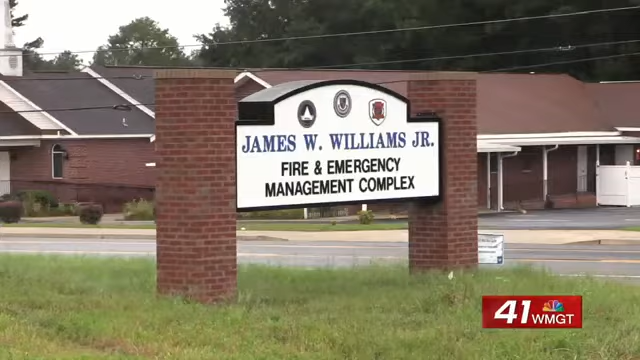 JAMES W. WILLIAMS JR.
FIRE & EMERGENCY
MANAGEMENT COMPLEX
41 WMGT